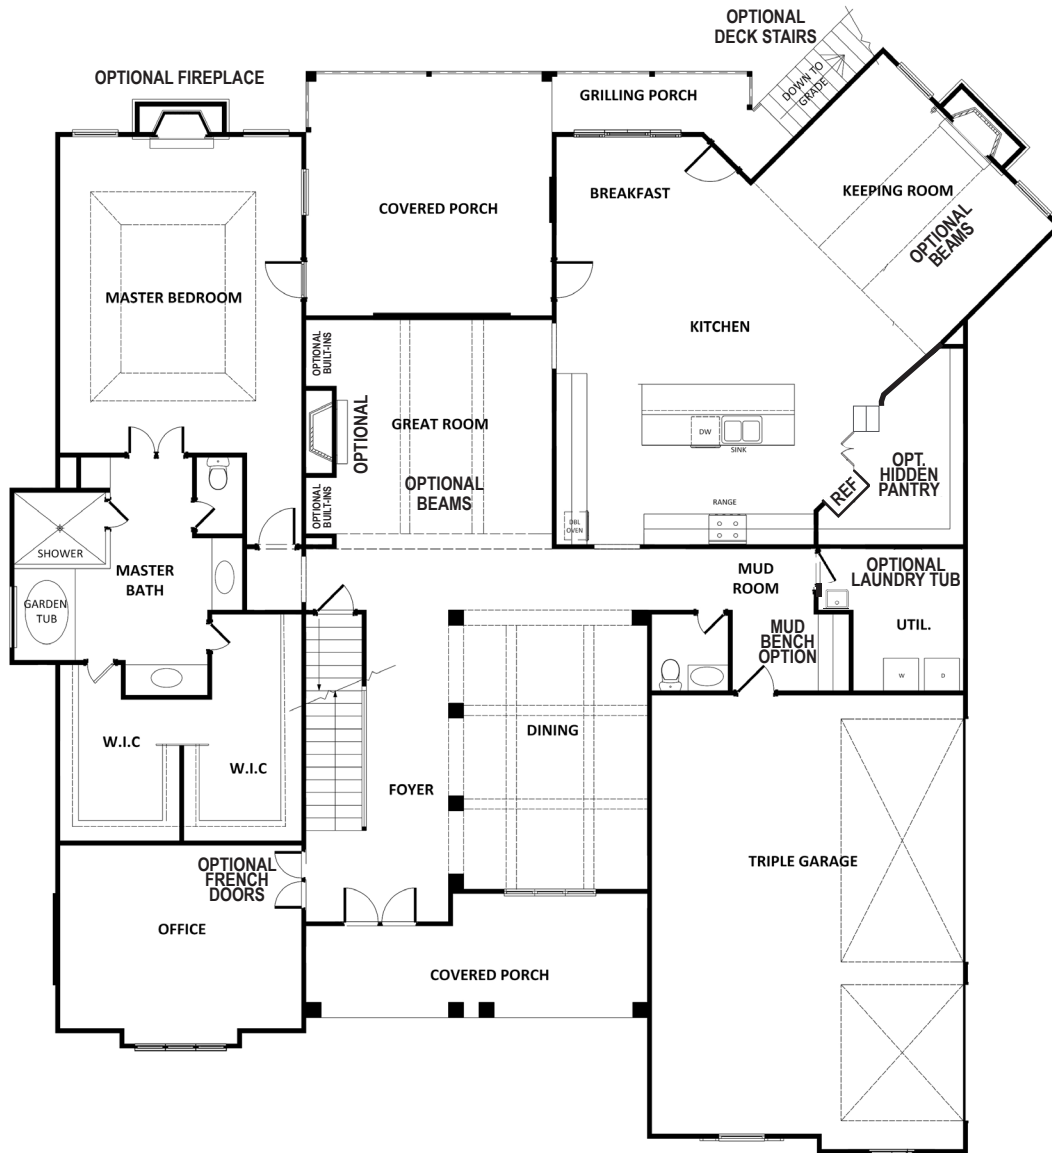 OPTIONAL
DECK STAIRS
OPTIONAL FIREPLACE
DOWN TO
GRADE
GRILLING PORCH
BREAKFAST
KEEPING ROOM
COVERED PORCH
OPTIONAL
BEAMS
MASTER BEDROOM
KITCHEN
OPTIONAL
BUILT-INS
OPTIONAL
GREAT ROOM
DW
SINK
OPTIONAL
BEAMS
OPT.
HIDDEN
PANTRY
REF
OPTIONAL
BUILT-INS
RANGE
DBL
OVEN
SHOWER
MASTER
BATH
GARDEN
TUB
MUD
ROOM
OPTIONAL
LAUNDRY TUB
MUD
BENCH
OPTION
UTIL.
W
D
W.I.C
W.I.C
DINING
FOYER
OPTIONAL
FRENCH
DOORS
TRIPLE GARAGE
OFFICE
COVERED PORCH